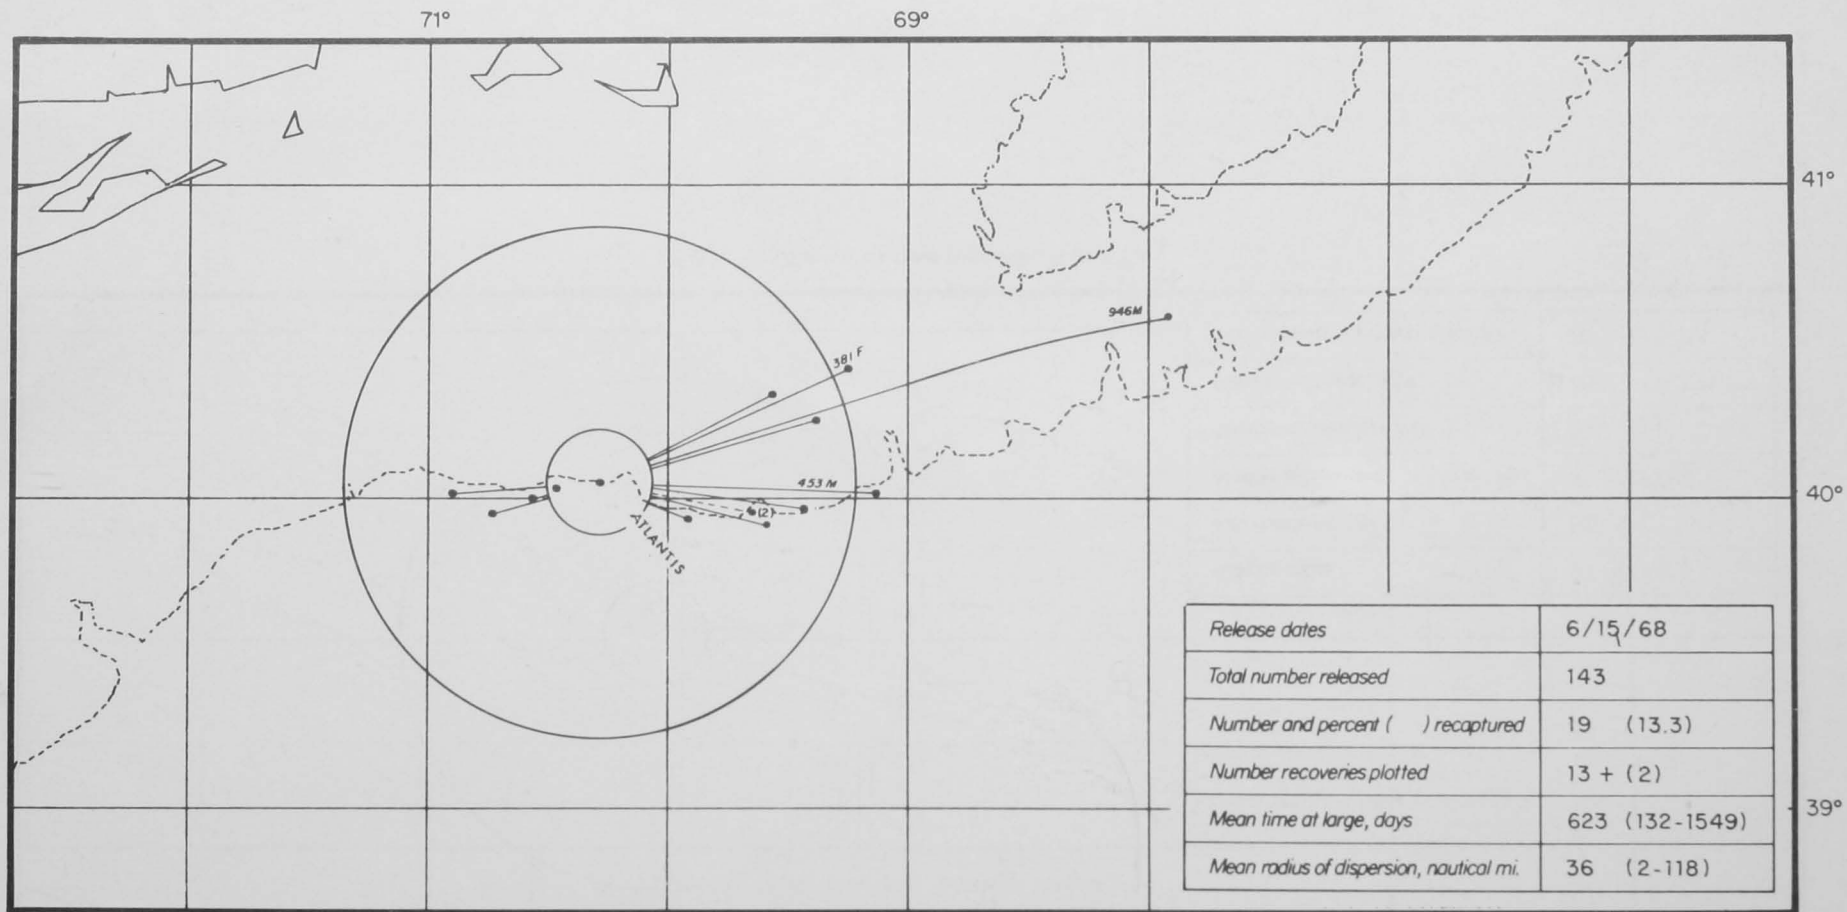 71° 69°
41°
946M
381 F
453 M
40°
(2)
ATLANTIS
Release dates 6/15/68
Total number released 143
Number and percent ( ) recaptured 19 (13.3)
Number recoveries plotted 13 + (2)
39°
Mean time at large, days 623 (132-1549)
Mean radius of dispersion, nautical mi. 36 (2-118)